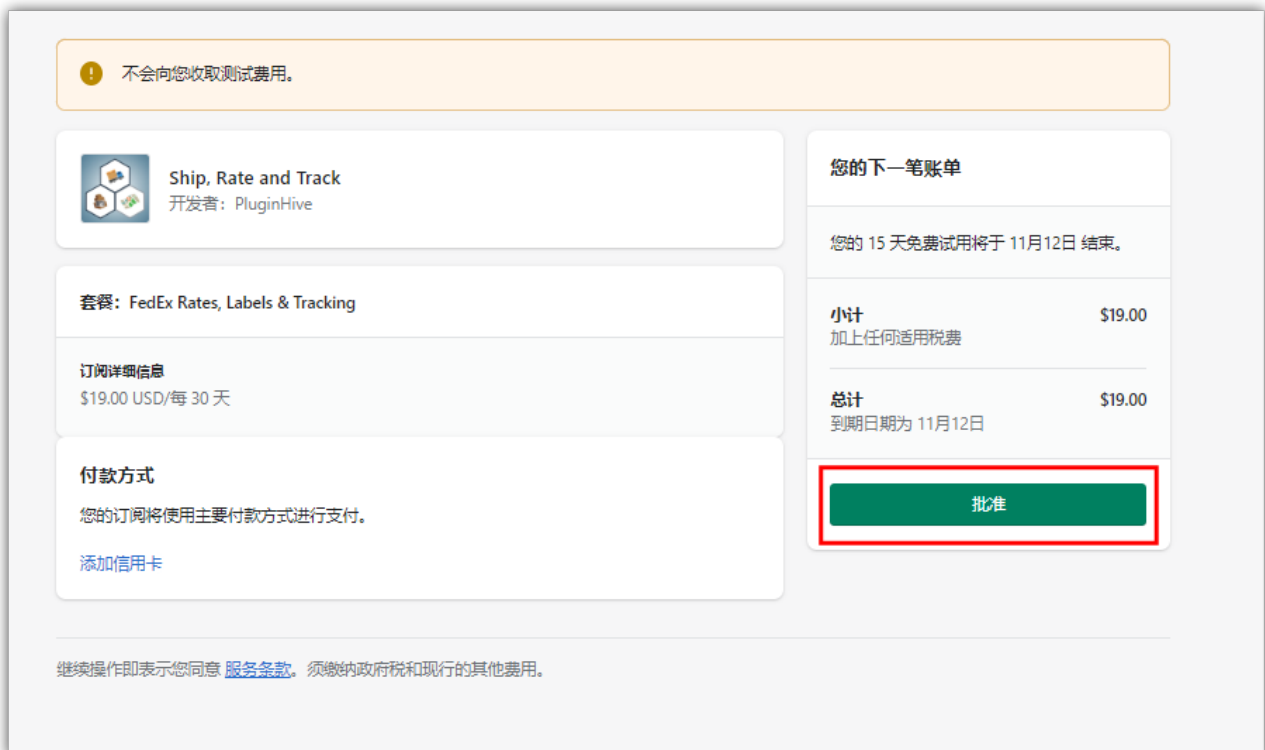 不会向您收取测试费用。
Ship, Rate and Track
开发者：PluginHive
套餐：FedEx Rates, Labels & Tracking
订阅详细信息
$19.00 USD/每 30 天
付款方式
您的订阅将使用主要付款方式进行支付。
添加信用卡
您的下一笔账单
您的 15 天免费试用将于 11月12日 结束。
小计 $19.00
加上任何适用税费
总计 $19.00
到期日期为 11月12日
批准
继续操作即表示您同意 服务条款。须缴纳政府税和现行的其他费用。